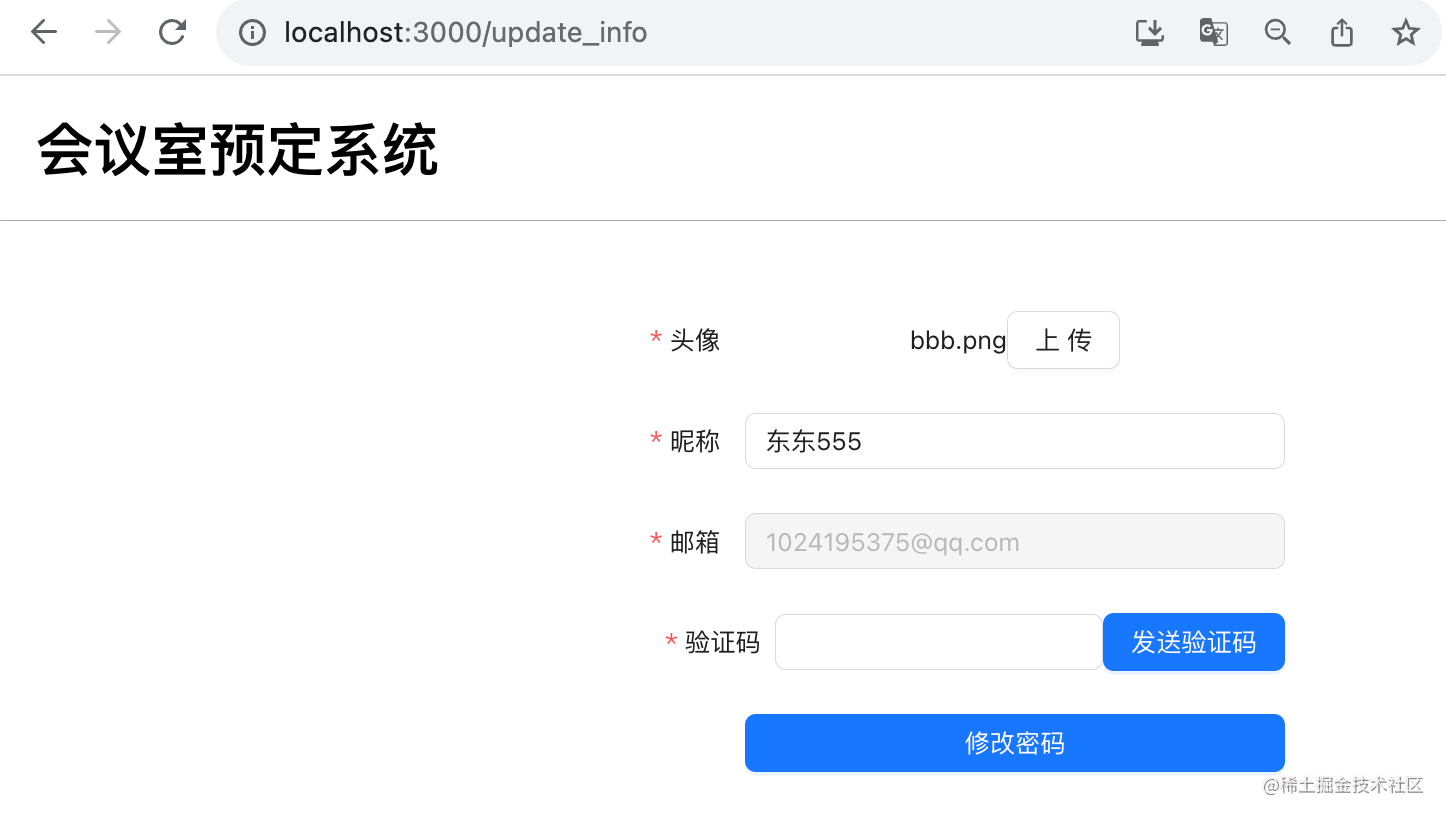 localhost:3000/update_info
会议室预定系统
* 头像 bbb.png 上 传
* 昵称 东东555
* 邮箱 1024195375@qq.com
* 验证码 发送验证码
修改密码
@稀土掘金技术社区